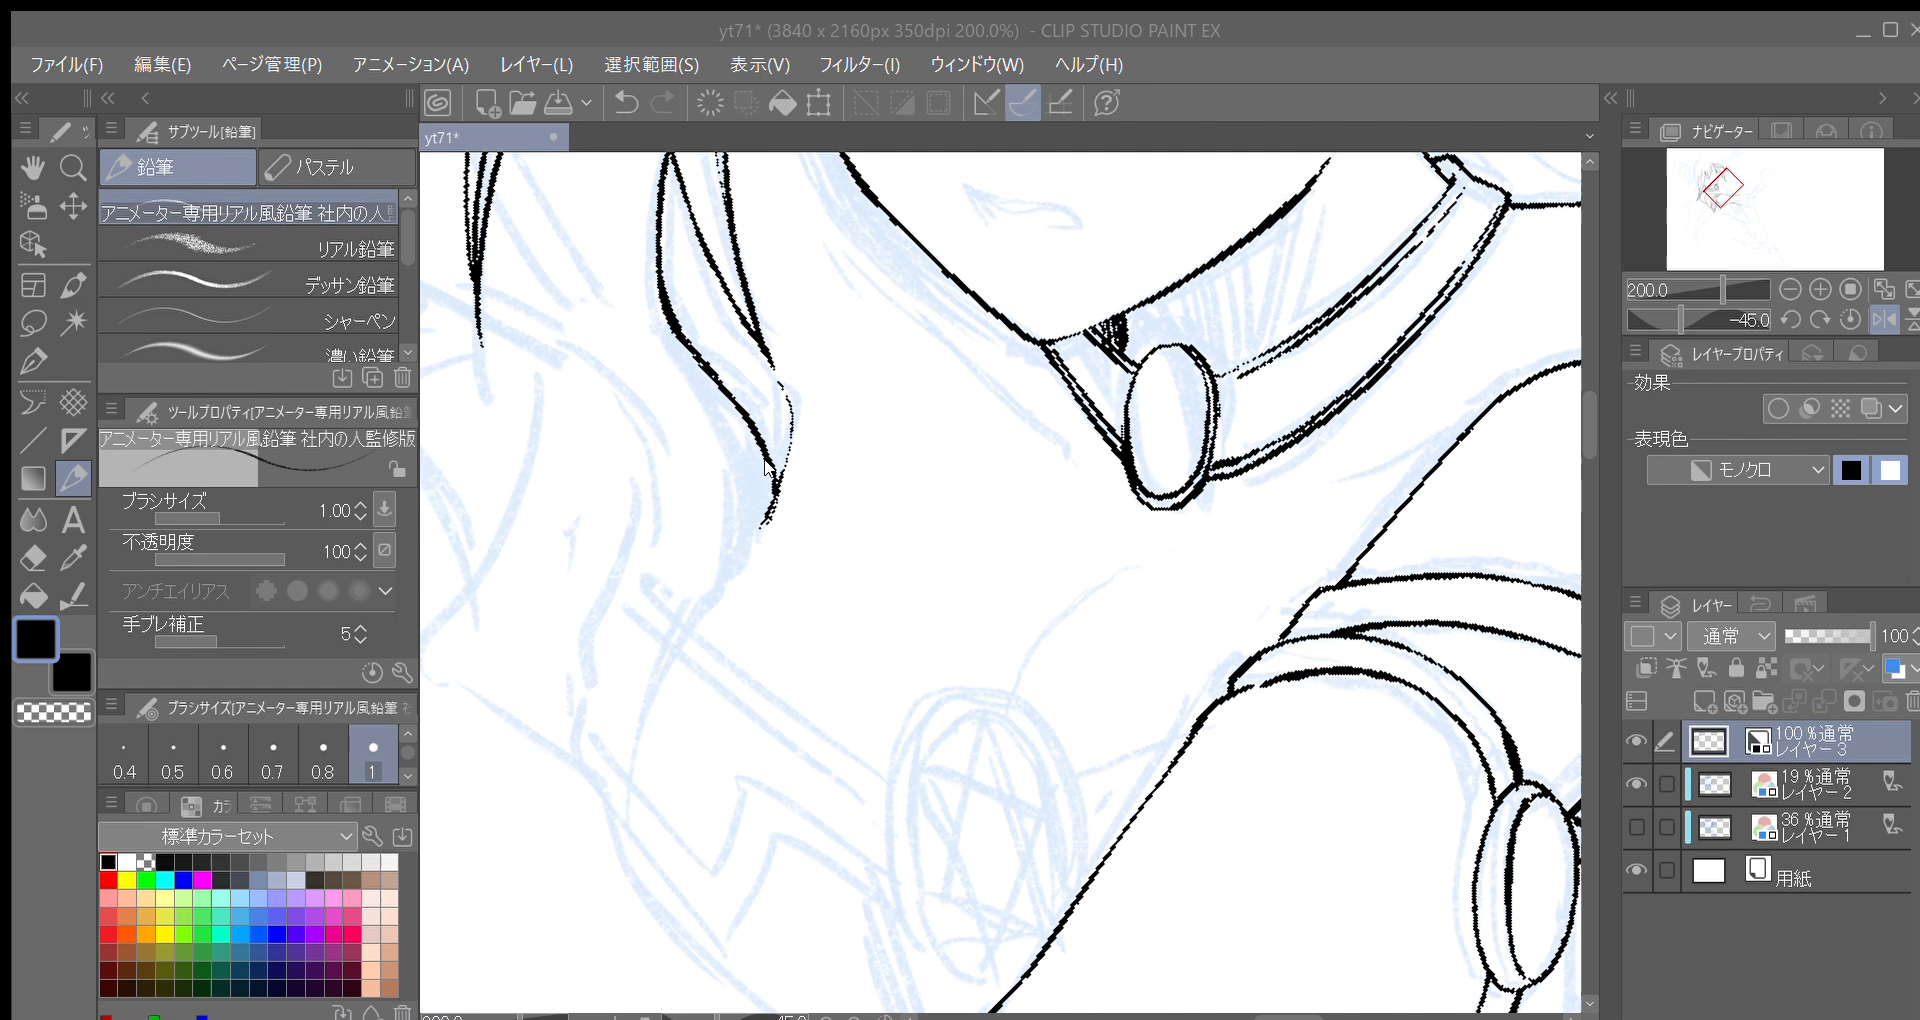 yt71* (3840 x 2160px 350dpi 200.0%) - CLIP STUDIO PAINT EX
ファイル(F) 編集(E) ページ管理(P) アニメーション(A) レイヤー(L) 選択範囲(S) 表示(V) フィルター(I) ウィンドウ(W) ヘルプ(H)
サブツール[鉛筆]
yt71*
鉛筆
パステル
アニメーター専用リアル風鉛筆 社内の人
リアル鉛筆
デッサン鉛筆
シャーペン
濃い鉛筆
ツールプロパティ[アニメーター専用リアル風鉛
アニメーター専用リアル風鉛筆 社内の人監修版
ブラシサイズ
1.00
不透明度
100
アンチエイリアス
手ブレ補正
5
ブラシサイズ[アニメーター専用リアル風鉛筆
0.4 0.5 0.6 0.7 0.8 1
カラ
標準カラーセット
ナビゲーター
200.0
-45.0
レイヤープロパティ
効果
表現色
モノクロ
レイヤー
通常
100
100 %通常
レイヤー 3
19 %通常
レイヤー 2
36 %通常
レイヤー 1
用紙